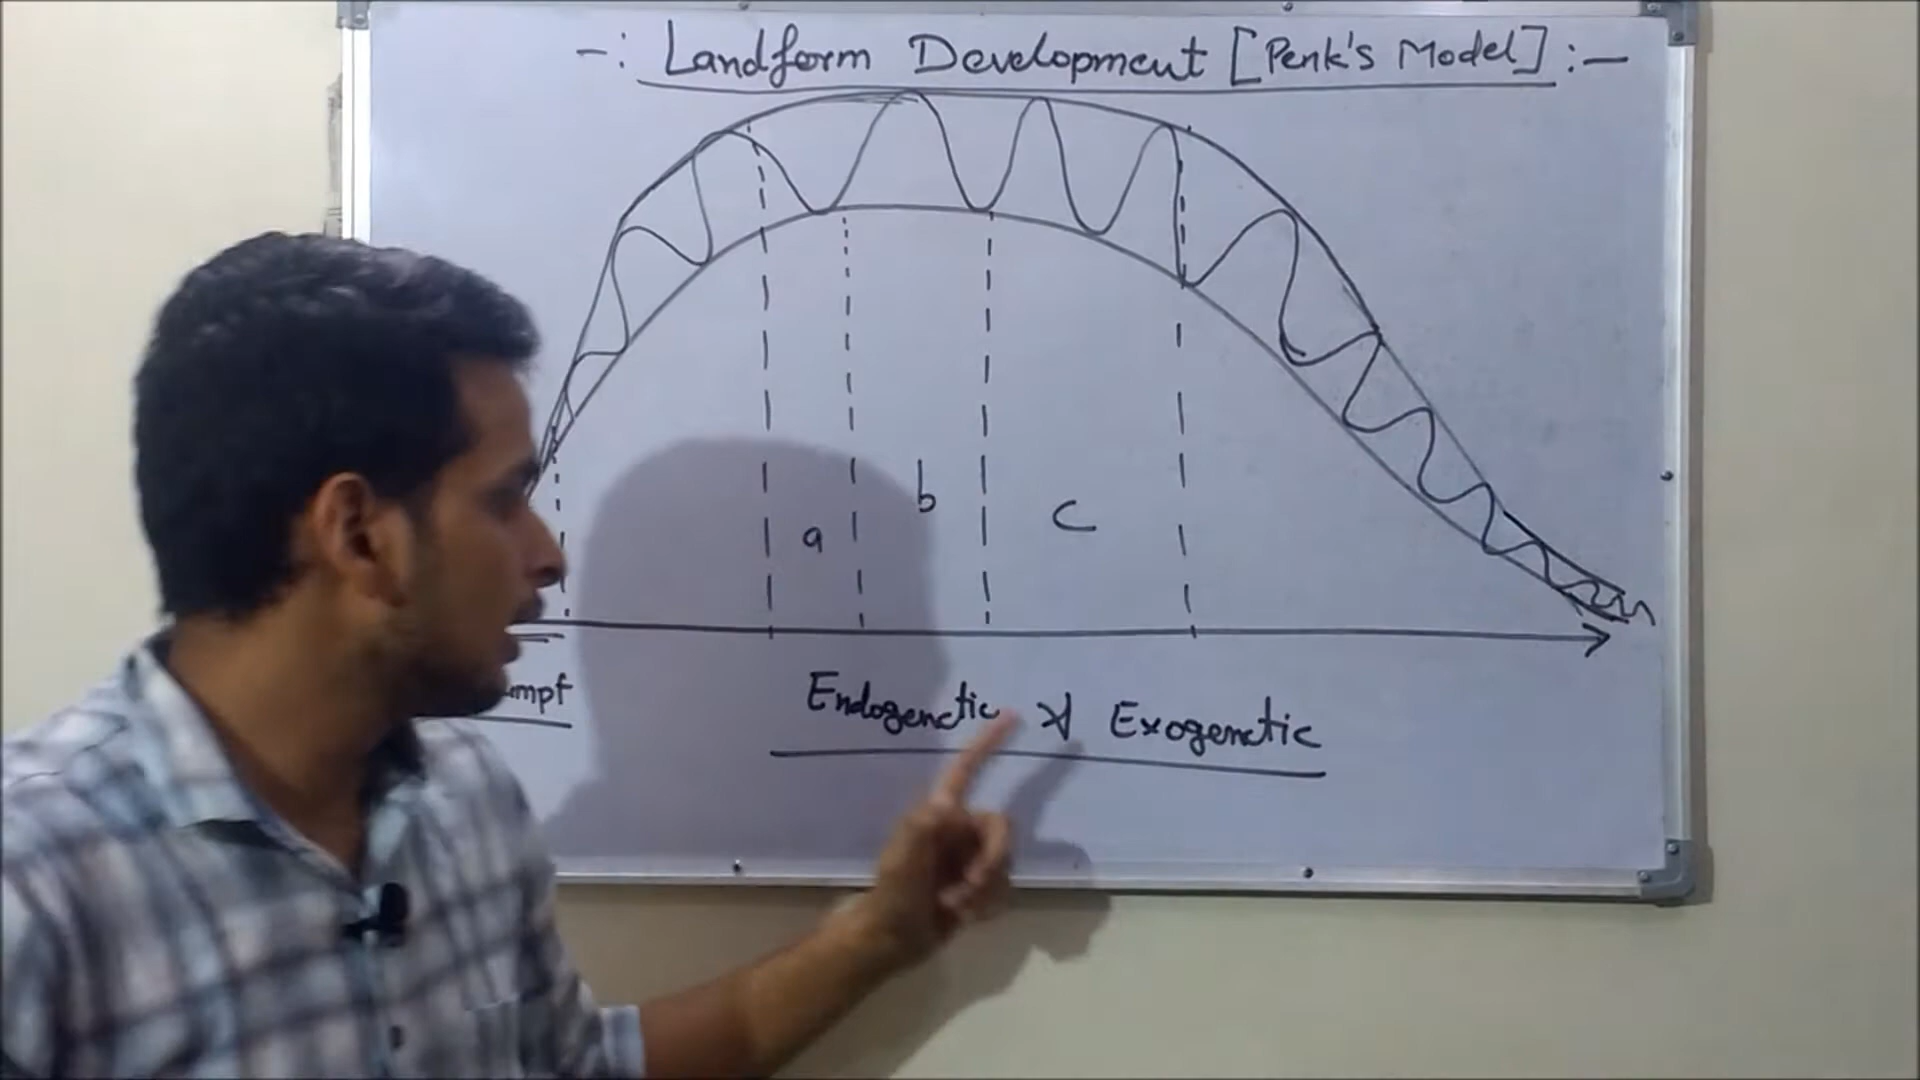 -: Landform Development [Penk's Model] :-
b
c
a
Endogenetic Exogenetic